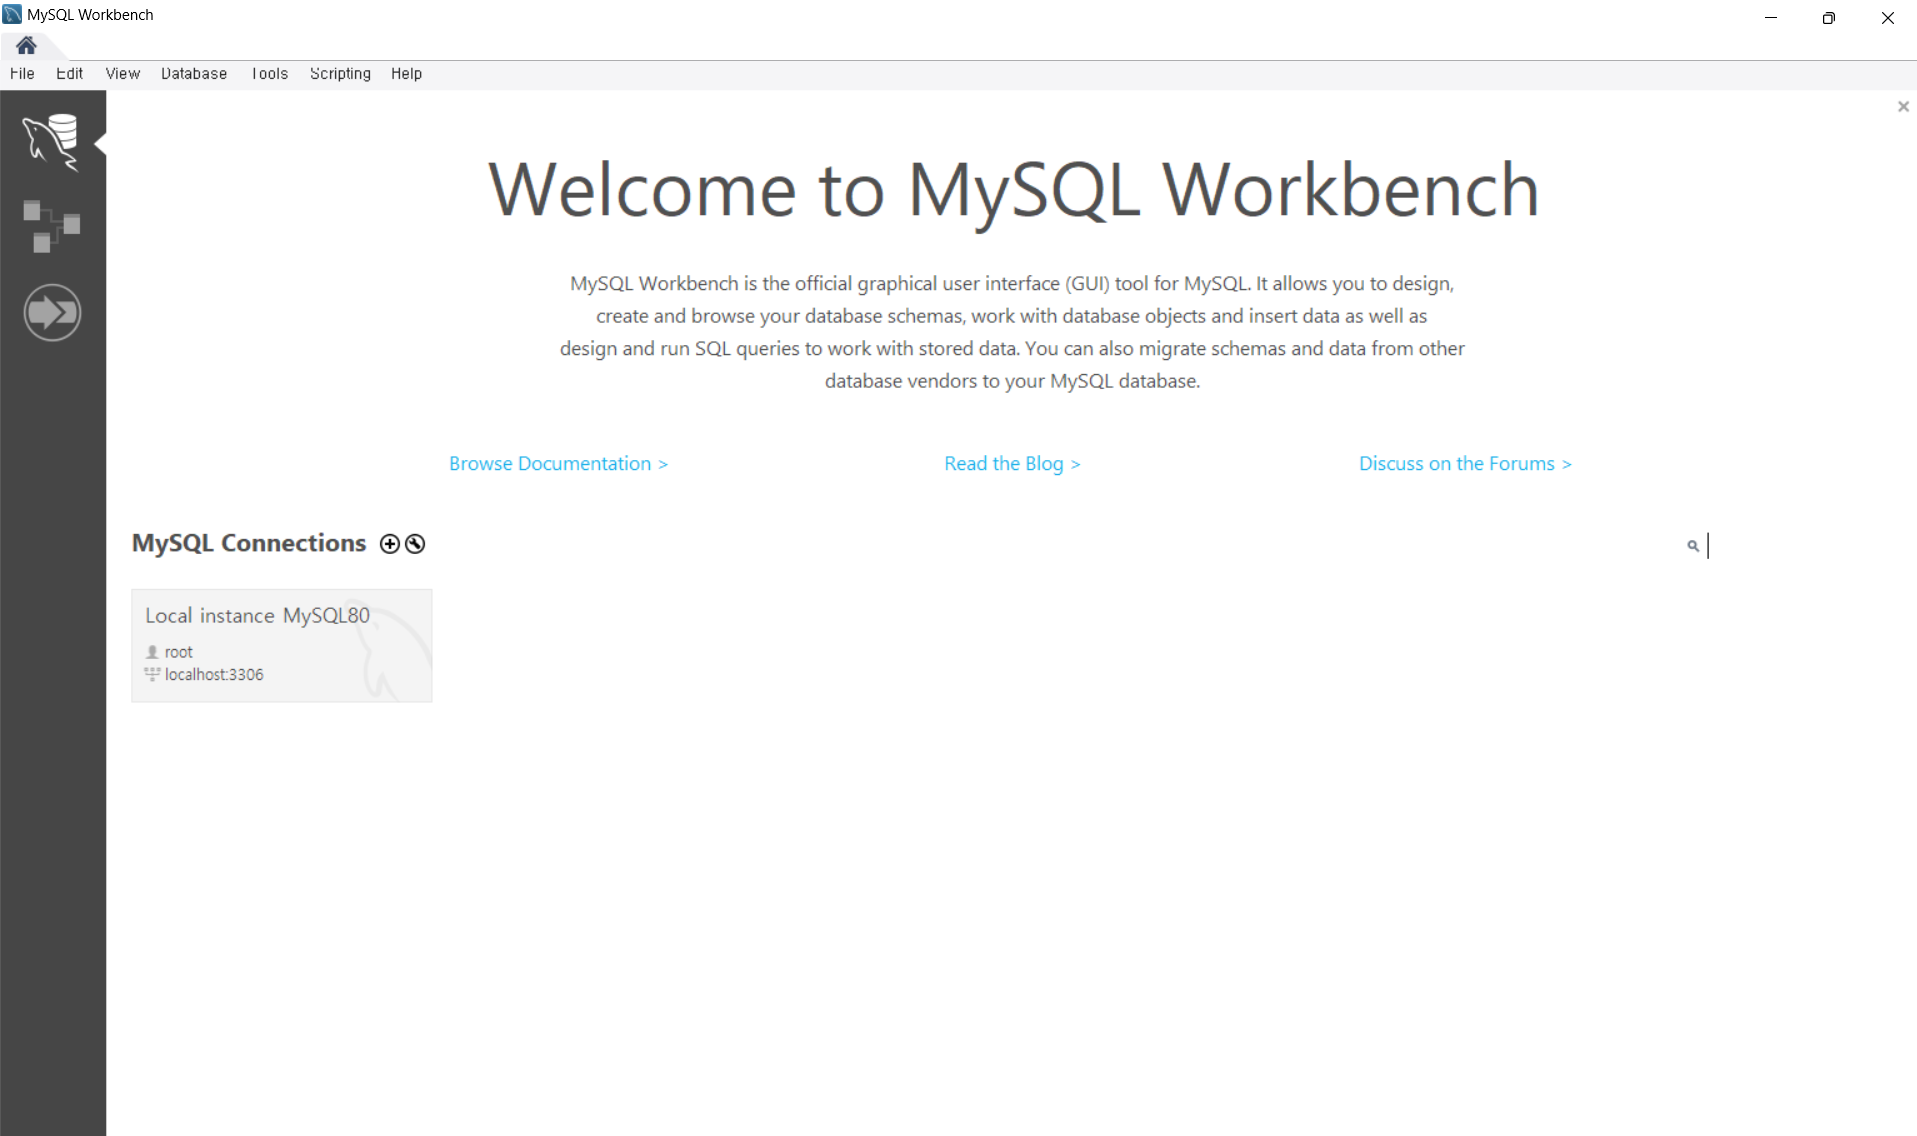 MySQL Workbench
File Edit View Database Tools Scripting Help
Welcome to MySQL Workbench
MySQL Workbench is the official graphical user interface (GUI) tool for MySQL. It allows you to design,
create and browse your database schemas, work with database objects and insert data as well as
design and run SQL queries to work with stored data. You can also migrate schemas and data from other
database vendors to your MySQL database.
Browse Documentation >
Read the Blog >
Discuss on the Forums >
MySQL Connections
Local instance MySQL80
root
localhost:3306